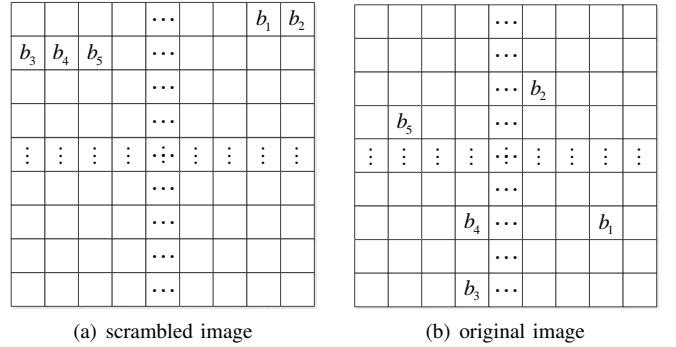 ⋯ b₁ b₂
b₃ b₄ b₅ ⋯
⋯
⋯
⋮ ⋮ ⋮ ⋮ ⋯ ⋮ ⋮ ⋮ ⋮
⋯
⋯
⋯
⋯
(a) scrambled image
⋯
⋯
⋯ b₂
b₅ ⋯
⋮ ⋮ ⋮ ⋮ ⋯ ⋮ ⋮ ⋮ ⋮
⋯
b₄ ⋯ b₁
⋯
b₃ ⋯
(b) original image